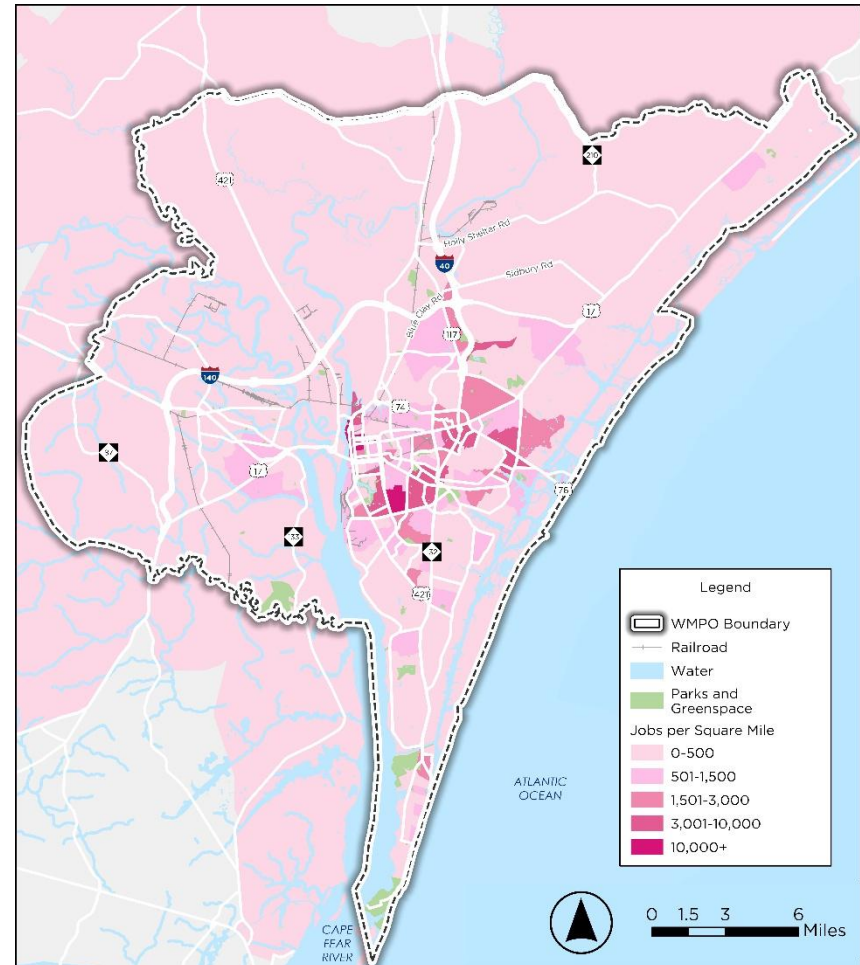 210
421
Holly Shelter Rd
40
Sidbury Rd
Blue Clay Rd
17
117
140
74
17
76
133
132
421
Legend
WMPO Boundary
Railroad
Water
Parks and
Greenspace
Jobs per Square Mile
0-500
501-1,500
1,501-3,000
3,001-10,000
10,000+
ATLANTIC
OCEAN
CAPE
FEAR
RIVER
0 1.5 3 6
Miles